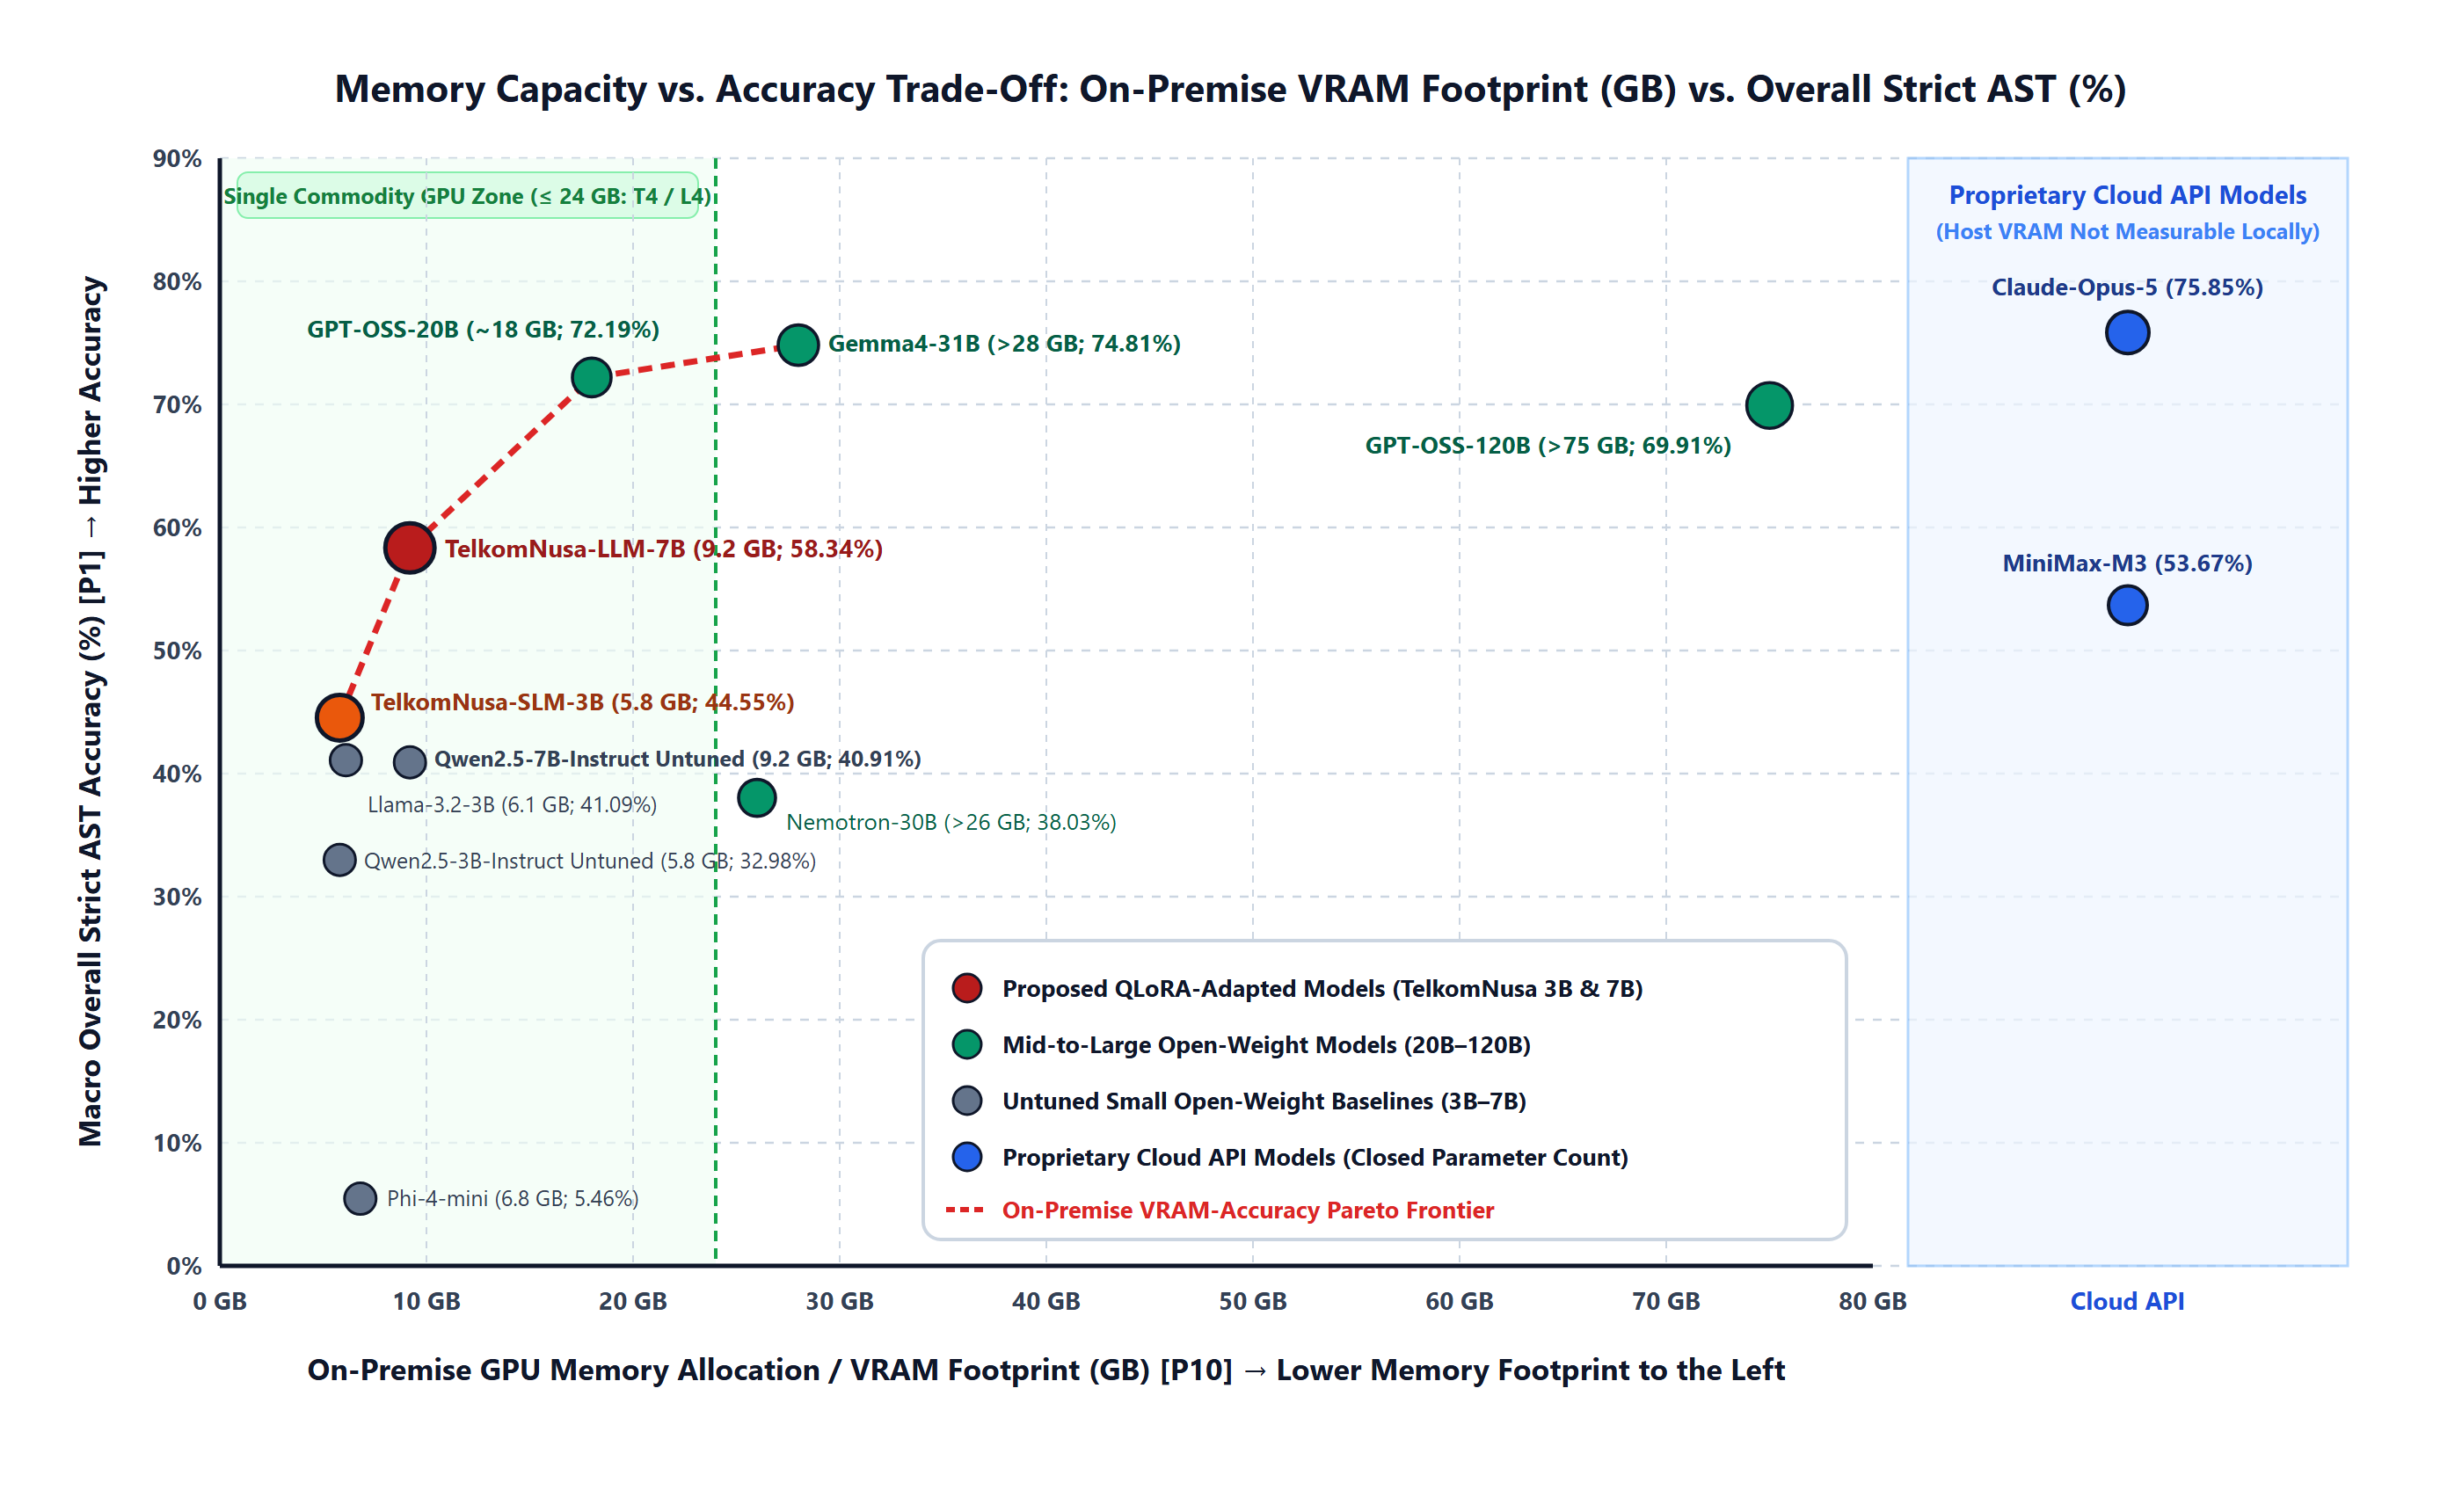 Memory Capacity vs. Accuracy Trade-Off: On-Premise VRAM Footprint (GB) vs. Overall Strict AST (%)
Macro Overall Strict AST Accuracy (%) [P1] → Higher Accuracy
90%
80%
70%
60%
50%
40%
30%
20%
10%
0%
Single Commodity GPU Zone (≤ 24 GB: T4 / L4)
Proprietary Cloud API Models
(Host VRAM Not Measurable Locally)
Claude-Opus-5 (75.85%)
GPT-OSS-20B (~18 GB; 72.19%)
Gemma4-31B (>28 GB; 74.81%)
GPT-OSS-120B (>75 GB; 69.91%)
TelkomNusa-LLM-7B (9.2 GB; 58.34%)
MiniMax-M3 (53.67%)
TelkomNusa-SLM-3B (5.8 GB; 44.55%)
Qwen2.5-7B-Instruct Untuned (9.2 GB; 40.91%)
Llama-3.2-3B (6.1 GB; 41.09%)
Nemotron-30B (>26 GB; 38.03%)
Qwen2.5-3B-Instruct Untuned (5.8 GB; 32.98%)
Phi-4-mini (6.8 GB; 5.46%)
Proposed QLoRA-Adapted Models (TelkomNusa 3B & 7B)
Mid-to-Large Open-Weight Models (20B–120B)
Untuned Small Open-Weight Baselines (3B–7B)
Proprietary Cloud API Models (Closed Parameter Count)
On-Premise VRAM-Accuracy Pareto Frontier
0 GB
10 GB
20 GB
30 GB
40 GB
50 GB
60 GB
70 GB
80 GB
Cloud API
On-Premise GPU Memory Allocation / VRAM Footprint (GB) [P10] → Lower Memory Footprint to the Left